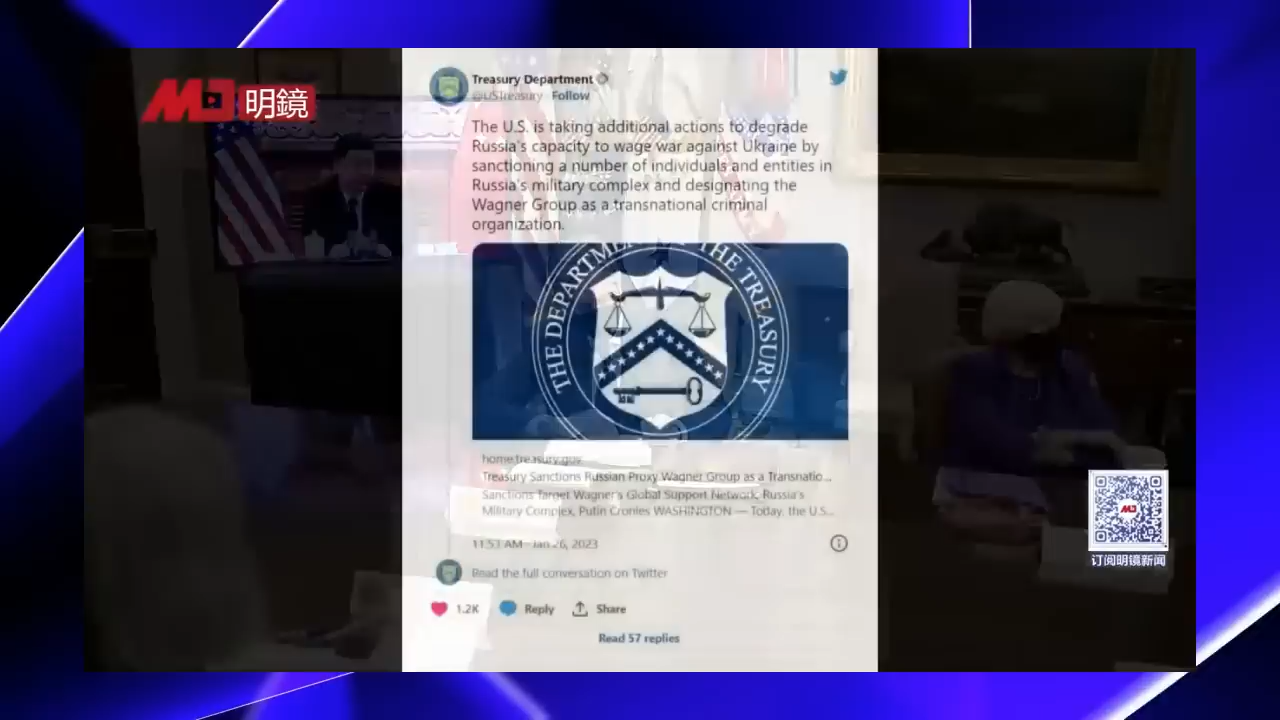 MD 明鏡
Treasury Department
@USTreasury · Follow
The U.S. is taking additional actions to degrade
Russia's capacity to wage war against Ukraine by
sanctioning a number of individuals and entities in
Russia's military complex and designating the
Wagner Group as a transnational criminal
organization.
THE DEPARTMENT THE TREASURY
home.treasury.gov
Treasury Sanctions Russian Proxy Wagner Group as a Transnatio...
Sanctions Target Wagner's Global Support Network, Russia's
Military Complex, Putin Cronies WASHINGTON — Today, the U.S...
11:53 AM · Jan 26, 2023
Read the full conversation on Twitter
1.2K Reply Share
Read 57 replies
MD
订阅明镜新闻